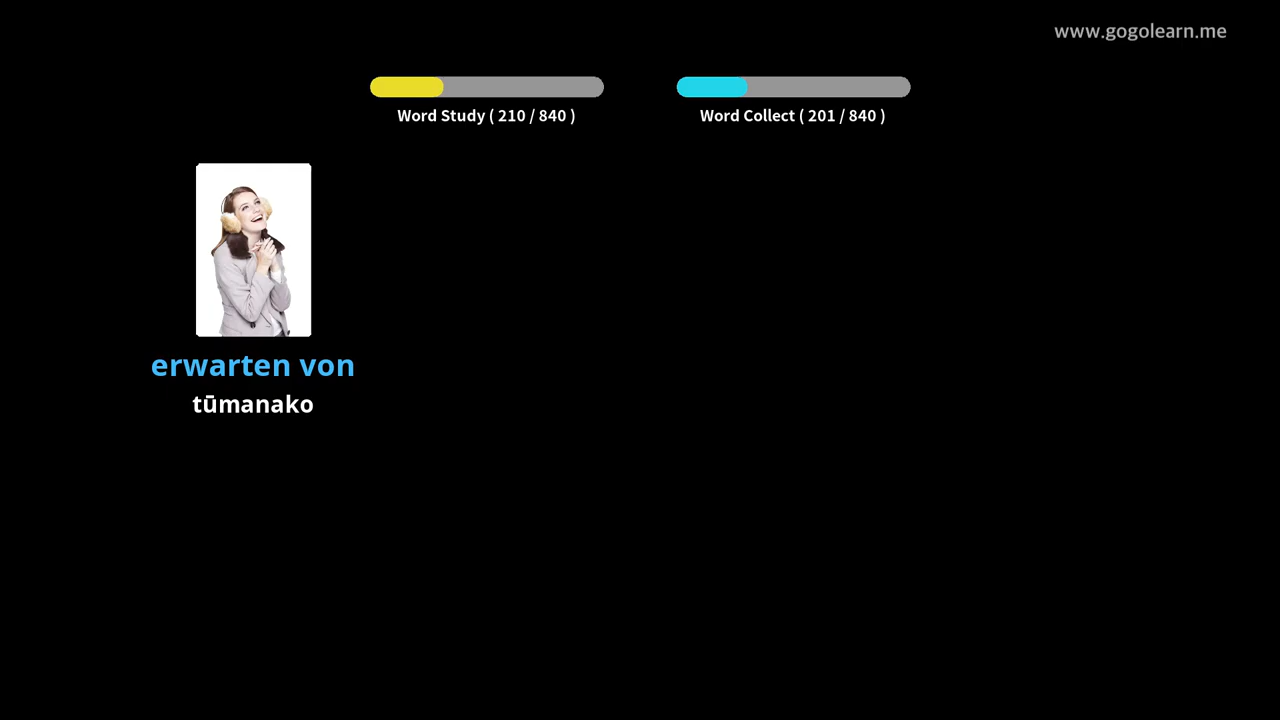 www.gogolearn.me
Word Study ( 210 / 840 )
Word Collect ( 201 / 840 )
erwarten von
tūmanako